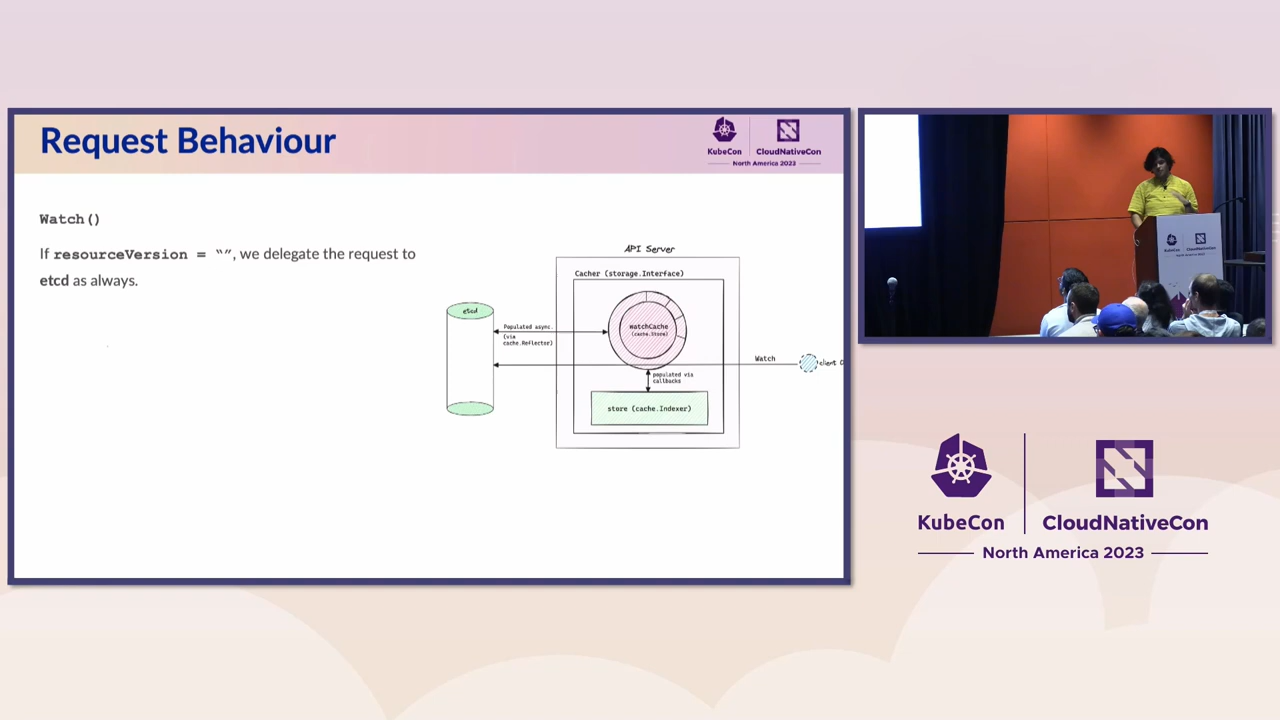 Request Behaviour
KubeCon
CloudNativeCon
North America 2023
Watch()
If resourceVersion = “”, we delegate the request to
etcd as always.
API Server
Cacher (storage.Interface)
etcd
Populated async.
(via
cache.Reflector)
WatchCache
(cache.Store)
Watch
client
populated via
callbacks
store (cache.Indexer)
KubeCon
CloudNativeCon
North America 2023